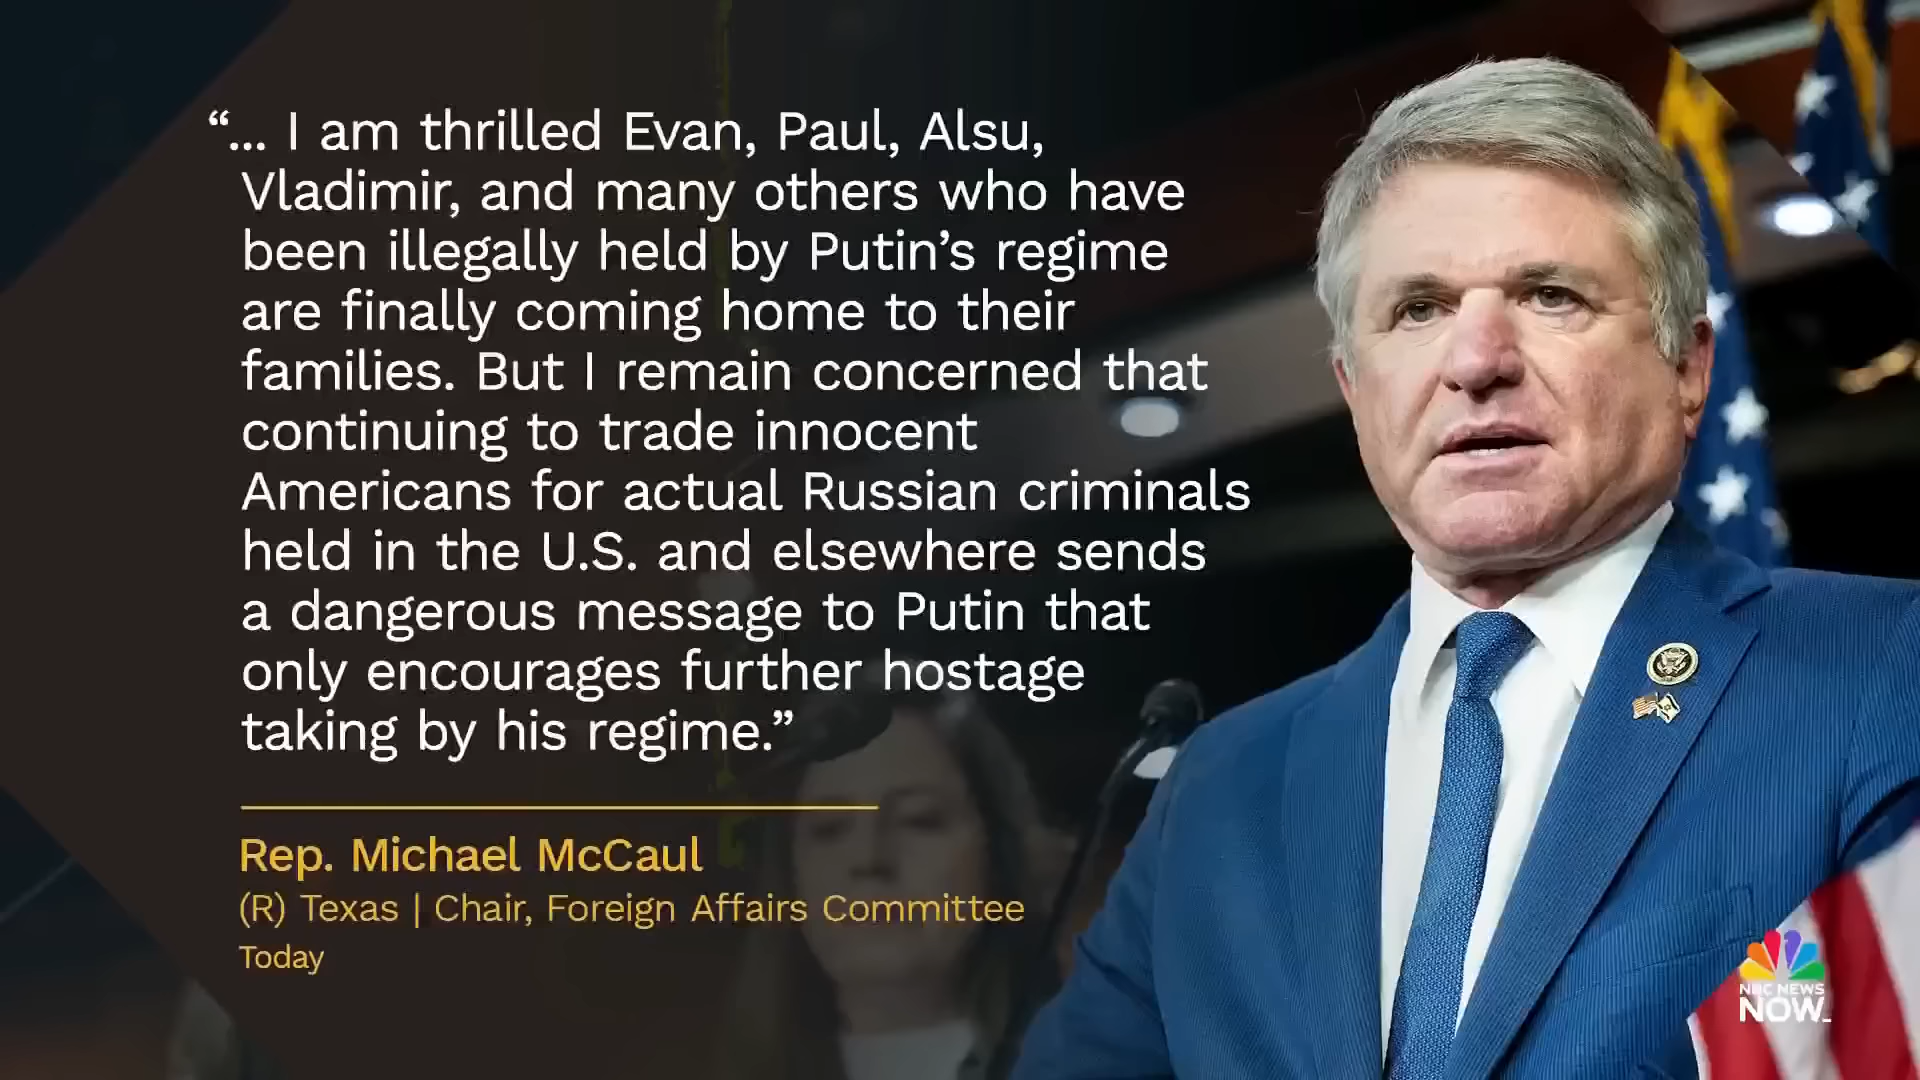 “... I am thrilled Evan, Paul, Alsu,
Vladimir, and many others who have
been illegally held by Putin’s regime
are finally coming home to their
families. But I remain concerned that
continuing to trade innocent
Americans for actual Russian criminals
held in the U.S. and elsewhere sends
a dangerous message to Putin that
only encourages further hostage
taking by his regime.”
Rep. Michael McCaul
(R) Texas | Chair, Foreign Affairs Committee
Today
NBC NEWS
NOW_